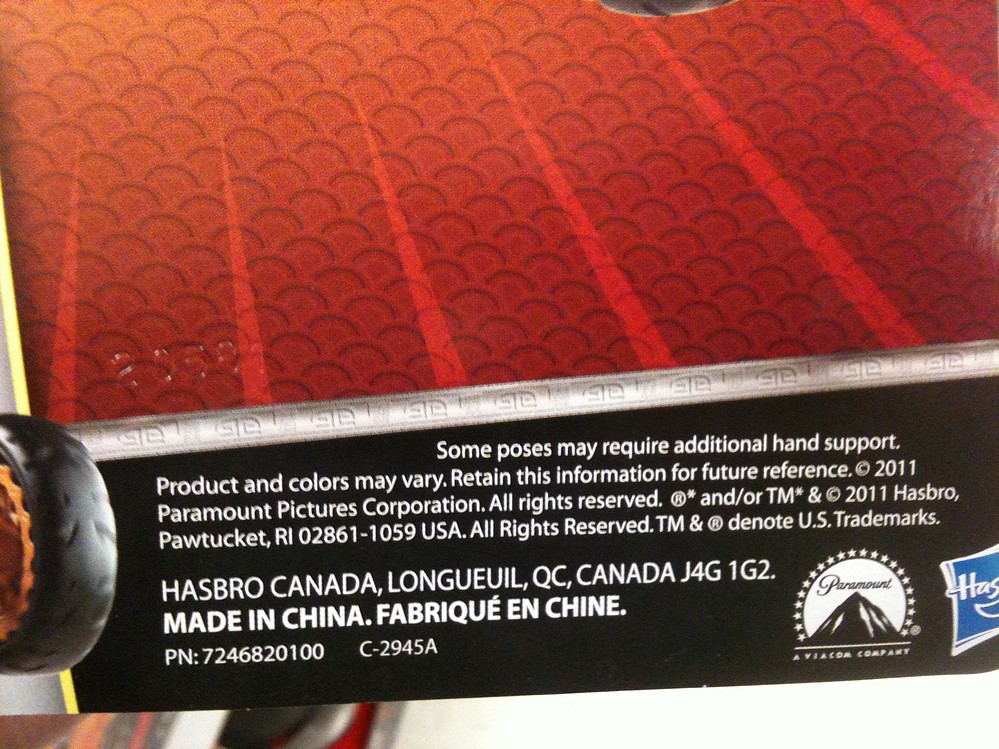 Some poses may require additional hand support.
Product and colors may vary. Retain this information for future reference. © 2011
Paramount Pictures Corporation. All rights reserved. ®* and/or TM* & © 2011 Hasbro,
Pawtucket, RI 02861-1059 USA. All Rights Reserved. TM & ® denote U.S. Trademarks.
HASBRO CANADA, LONGUEUIL, QC, CANADA J4G 1G2.
MADE IN CHINA. FABRIQUÉ EN CHINE.
PN: 7246820100 C-2945A
Paramount
®
A VIACOM COMPANY
Has